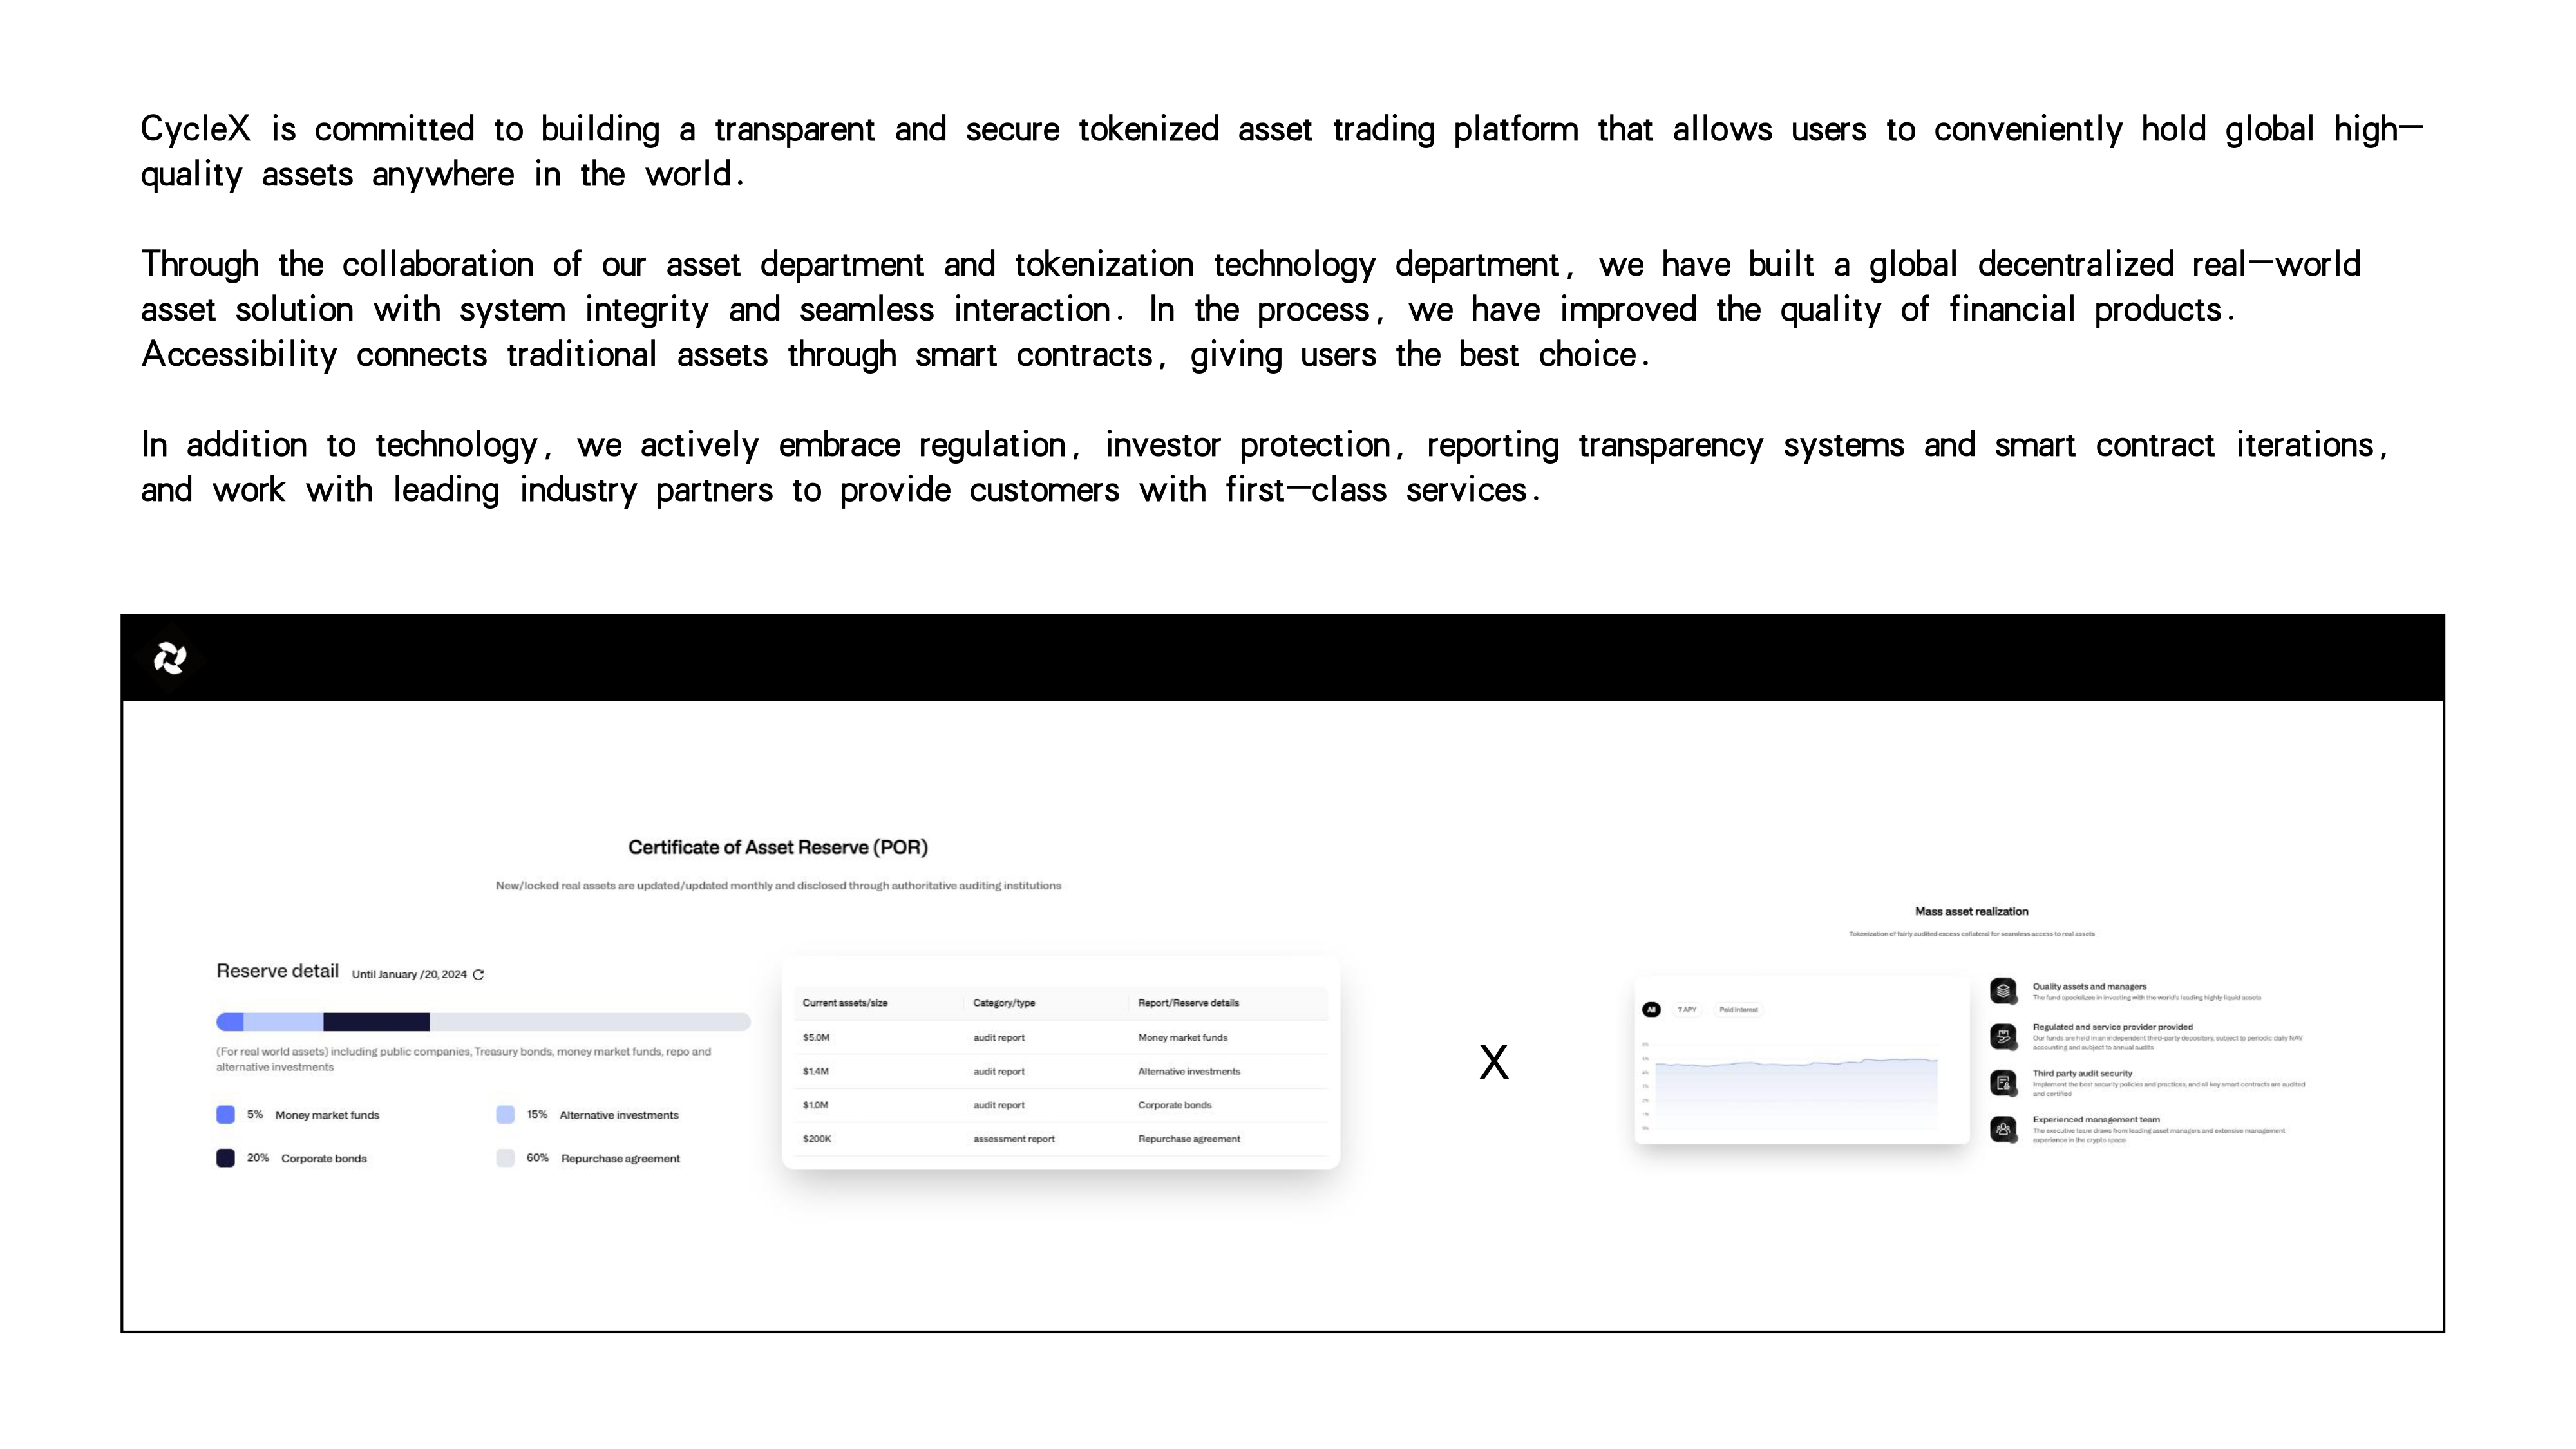 CycleX is committed to building a transparent and secure tokenized asset trading platform that allows users to conveniently hold global high—
quality assets anywhere in the world.
Through the collaboration of our asset department and tokenization technology department, we have built a global decentralized real—world
asset solution with system integrity and seamless interaction. In the process, we have improved the quality of financial products.
Accessibility connects traditional assets through smart contracts, giving users the best choice.
In addition to technology, we actively embrace regulation, investor protection, reporting transparency systems and smart contract iterations,
and work with leading industry partners to provide customers with first—class services.
Certificate of Asset Reserve (POR)
New/locked real assets are updated/updated monthly and disclosed through authoritative auditing institutions
Reserve detail Until January /20, 2024
(For real world assets) including public companies, Treasury bonds, money market funds, repo and
alternative investments
5% Money market funds
15% Alternative investments
20% Corporate bonds
60% Repurchase agreement
Current assets/size Category/type Report/Reserve details
$5.0M audit report Money market funds
$1.4M audit report Alternative investments
$1.0M audit report Corporate bonds
$200K assessment report Repurchase agreement
X
Mass asset realization
Tokenization of fairly audited excess collateral for seamless access to real assets
All
T APY
Paid Interest
Quality assets and managers
The fund specializes in investing with the world's leading highly liquid assets
Regulated and service provider provided
Our funds are held in an independent third-party depository, subject to periodic daily NAV
accounting and subject to annual audits
Third party audit security
Implement the best security policies and practices, and all key smart contracts are audited
and certified
Experienced management team
The executive team draws from leading asset managers and extensive management
experience in the crypto space